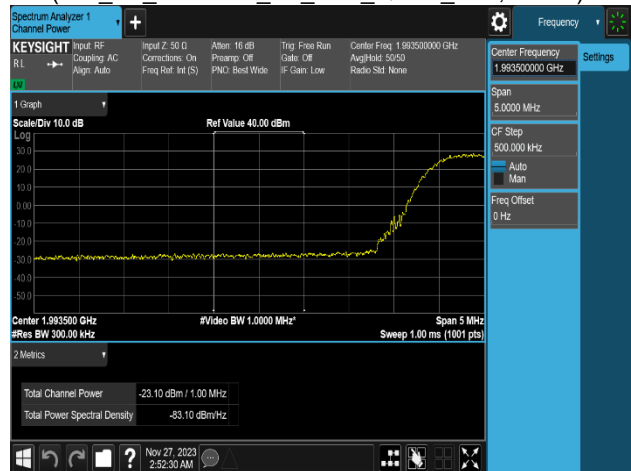 Spectrum Analyzer 1
Channel Power
Frequency
KEYSIGHT
RL
LV
Input: RF
Coupling: AC
Align: Auto
Input Z: 50 Ω
Corrections: On
Freq Ref: Int (S)
Atten: 16 dB
Preamp: Off
PNO: Best Wide
Trig: Free Run
Gate: Off
IF Gain: Low
Center Freq: 1.993500000 GHz
Avg|Hold: 50/50
Radio Std: None
Center Frequency
1.993500000 GHz
Settings
Span
5.0000 MHz
CF Step
500.000 kHz
Auto
Man
Freq Offset
0 Hz
1 Graph
Scale/Div 10.0 dB
Ref Value 40.00 dBm
Log
30.0
20.0
10.0
0.00
-10.0
-20.0
-30.0
-40.0
-50.0
Center 1.993500 GHz
#Video BW 1.0000 MHz*
Span 5 MHz
#Res BW 300.00 kHz
Sweep 1.00 ms (1001 pts)
2 Metrics
Total Channel Power -23.10 dBm / 1.00 MHz
Total Power Spectral Density -83.10 dBm/Hz
Nov 27, 2023
2:52:30 AM